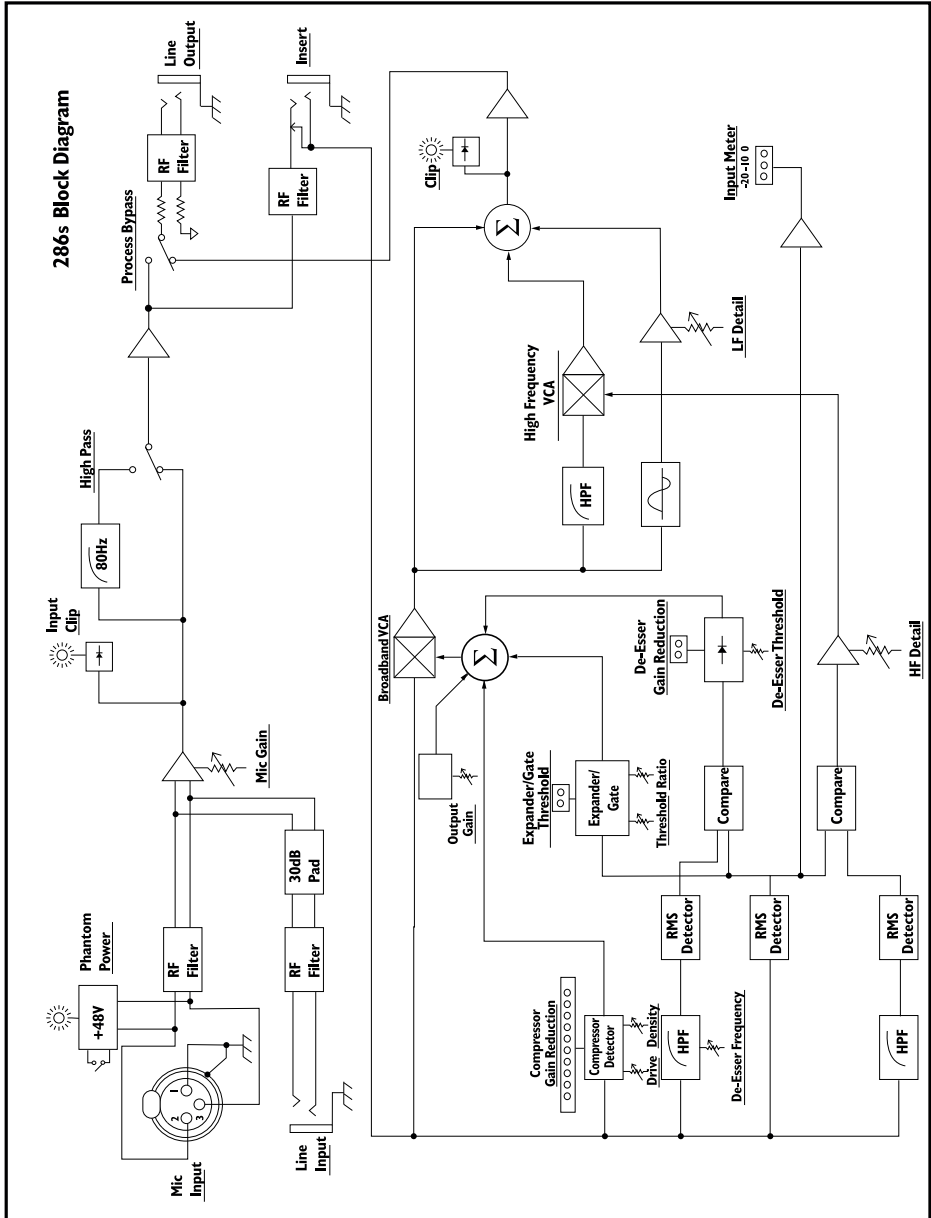 286s Block Diagram
Mic
Input
1
2
3
Phantom
Power
+48V
RF
Filter
Line
Input
RF
Filter
30dB
Pad
Mic Gain
Input
Clip
80Hz
High Pass
Process Bypass
RF
Filter
Line
Output
RF
Filter
Insert
Compressor
Gain Reduction
Compressor
Detector
Drive
Density
HPF
De-Esser Frequency
RMS
Detector
RMS
Detector
HPF
RMS
Detector
Output
Gain
Expander/Gate
Threshold
Expander/
Gate
Threshold Ratio
Compare
De-Esser
Gain Reduction
De-Esser Threshold
Compare
HF Detail
Broadband VCA
Σ
HPF
High Frequency
VCA
LF Detail
Σ
Clip
Input Meter
-20 -10 0